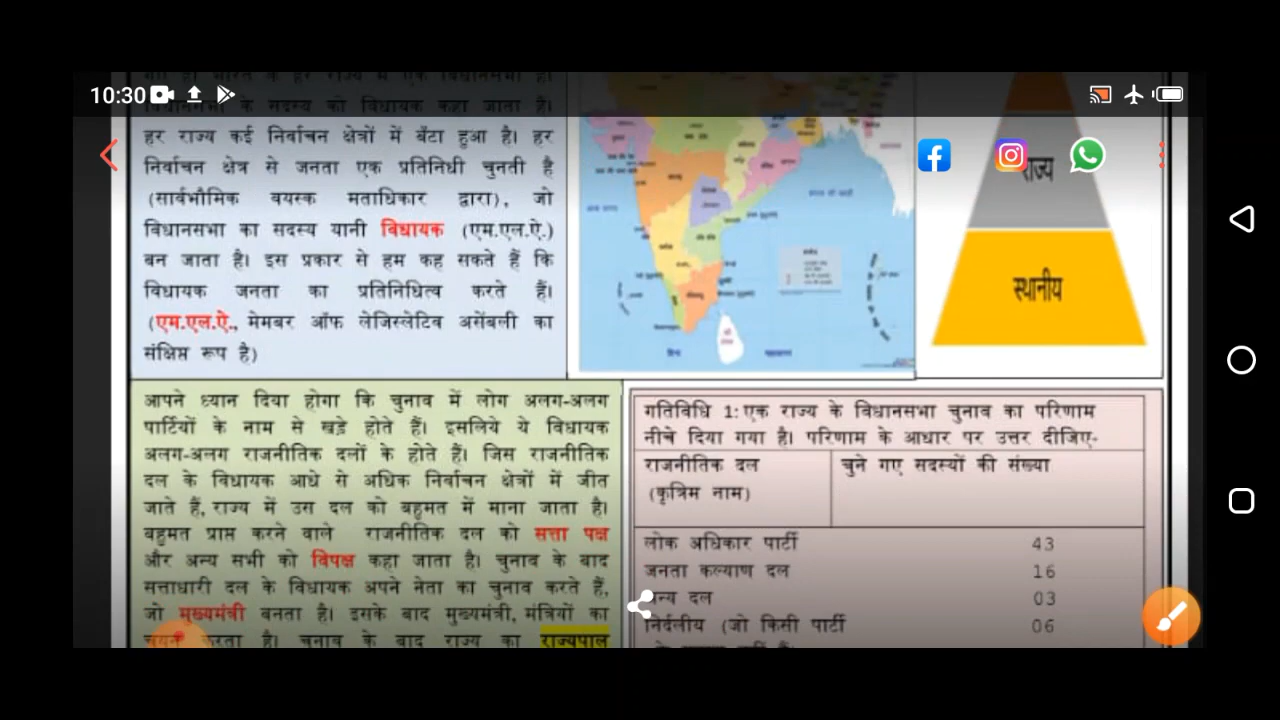 10:30
के सदस्य को विधायक कहा जाता है।
हर राज्य कई निर्वाचन क्षेत्रों में बँटा हुआ है। हर
निर्वाचन क्षेत्र से जनता एक प्रतिनिधी चुनती है
(सार्वभौमिक वयस्क मताधिकार द्वारा), जो
विधानसभा का सदस्य यानी विधायक (एम.एल.ऐ.)
बन जाता है। इस प्रकार से हम कह सकते हैं कि
विधायक जनता का प्रतिनिधित्व करते हैं।
(एम.एल.ऐ., मेमबर ऑफ लेजिस्लेटिव असेंबली का
संक्षिप्त रूप है)
राज्य
स्थानीय
आपने ध्यान दिया होगा कि चुनाव में लोग अलग-अलग
पार्टियों के नाम से खड़े होते हैं। इसलिये ये विधायक
अलग-अलग राजनीतिक दलों के होते हैं। जिस राजनीतिक
दल के विधायक आधे से अधिक निर्वाचन क्षेत्रों में जीत
जाते हैं, राज्य में उस दल को बहुमत में माना जाता है।
बहुमत प्राप्त करने वाले राजनीतिक दल को सत्ता पक्ष
और अन्य सभी को विपक्ष कहा जाता है। चुनाव के बाद
सत्ताधारी दल के विधायक अपने नेता का चुनाव करते हैं,
जो मुख्यमंत्री बनता है। इसके बाद मुख्यमंत्री, मंत्रियों का
है। चुनाव के बाद राज्य का राज्यपाल
गतिविधि 1: एक राज्य के विधानसभा चुनाव का परिणाम
नीचे दिया गया है। परिणाम के आधार पर उत्तर दीजिए-
राजनीतिक दल चुने गए सदस्यों की संख्या
(कृत्रिम नाम)
लोक अधिकार पार्टी 43
जनता कल्याण दल 16
दल 03
निर्दलीय (जो किसी पार्टी 06